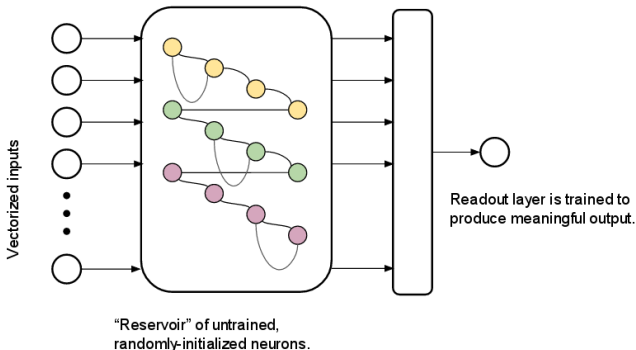 Vectorized inputs
Readout layer is trained to
produce meaningful output.
“Reservoir” of untrained,
randomly-initialized neurons.